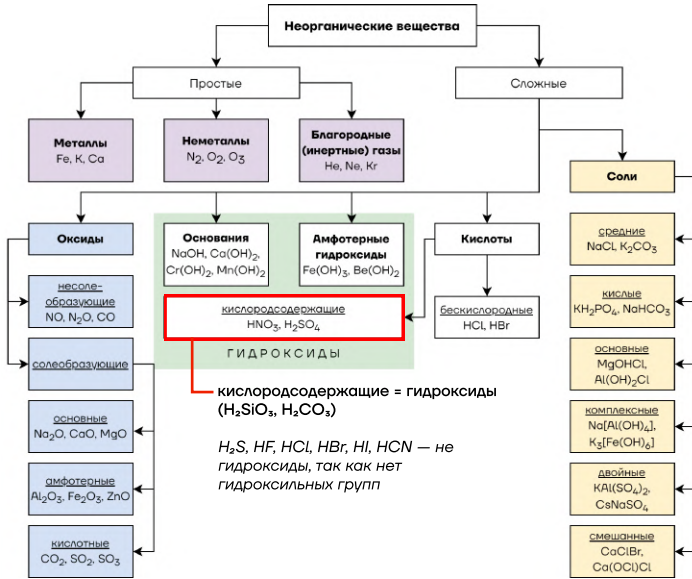 Неорганические вещества
Простые
Сложные
Металлы
Fe, K, Ca
Неметаллы
N₂, O₂, O₃
Благородные
(инертные) газы
He, Ne, Kr
Соли
Оксиды
Основания
NaOH, Ca(OH)₂,
Cr(OH)₂, Mn(OH)₂
Амфотерные
гидроксиды
Fe(OH)₃, Be(OH)₂
Кислоты
средние
NaCl, K₂CO₃
несоле-
образующие
NO, N₂O, CO
кислородсодержащие
HNO₃, H₂SO₄
бескислородные
HCl, HBr
кислые
KH₂PO₄, NaHCO₃
ГИДРОКСИДЫ
солеобразующие
основные
MgOHCl,
Al(OH)₂Cl
кислородсодержащие = гидроксиды
(H₂SiO₃, H₂CO₃)
основные
Na₂O, CaO, MgO
комплексные
Na[Al(OH)₄],
K₃[Fe(OH)₆]
H₂S, HF, HCl, HBr, HI, HCN — не
гидроксиды, так как нет
гидроксильных групп
амфотерные
Al₂O₃, Fe₂O₃, ZnO
двойные
KAl(SO₄)₂,
CsNaSO₄
кислотные
CO₂, SO₂, SO₃
смешанные
CaClBr,
Ca(OCl)Cl